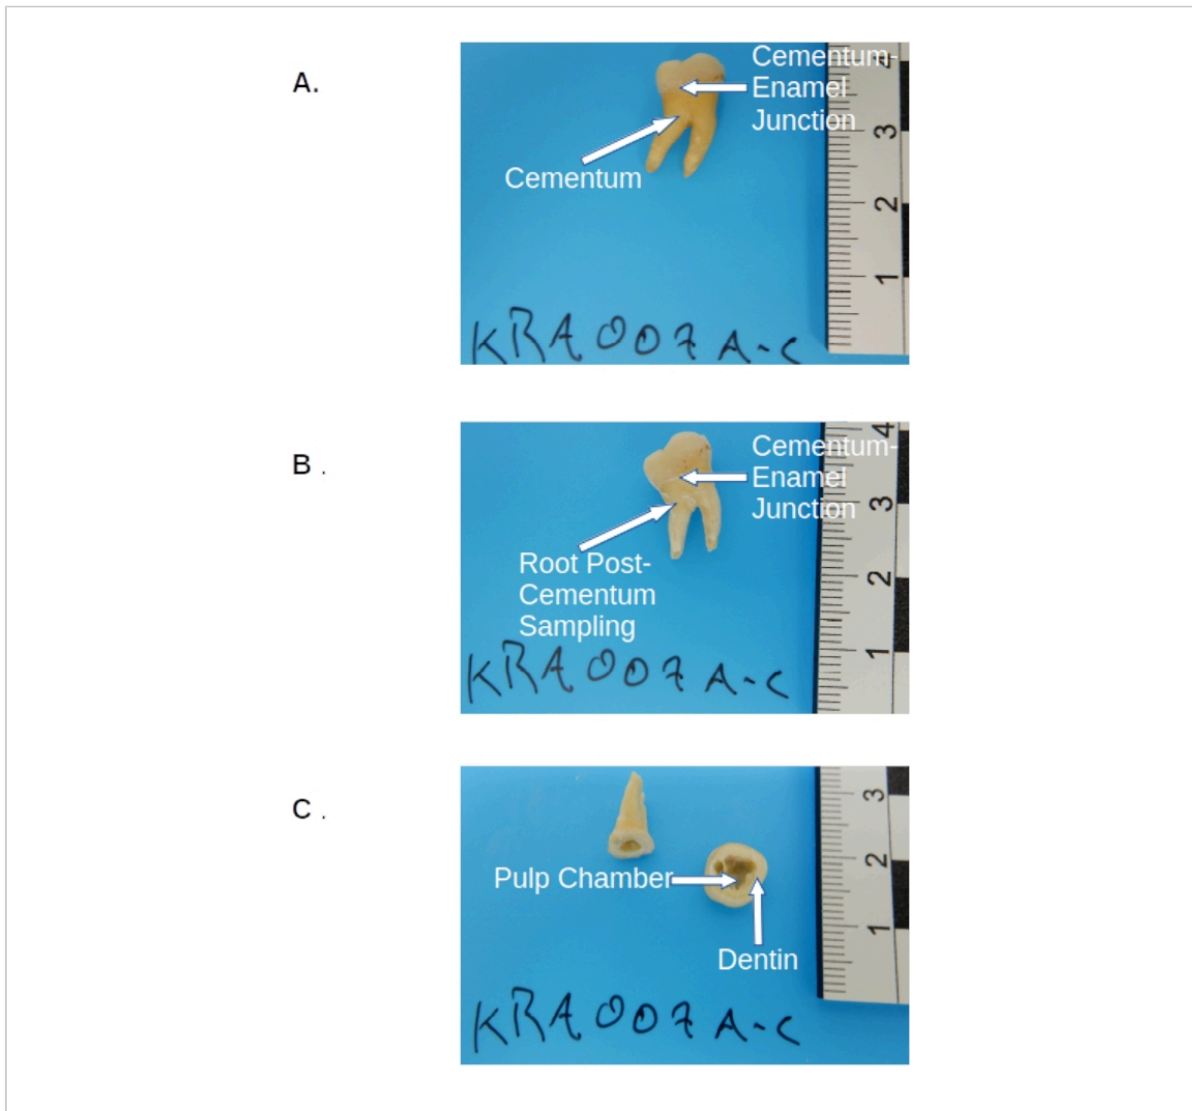 A.
Cementum-
Enamel
Junction
Cementum
4
3
2
1
KRA007 A-C
B.
Cementum-
Enamel
Junction
Root Post-
Cementum
Sampling
4
3
2
1
KRA007 A-C
C.
Pulp Chamber
Dentin
3
2
1
KRA007 A-C